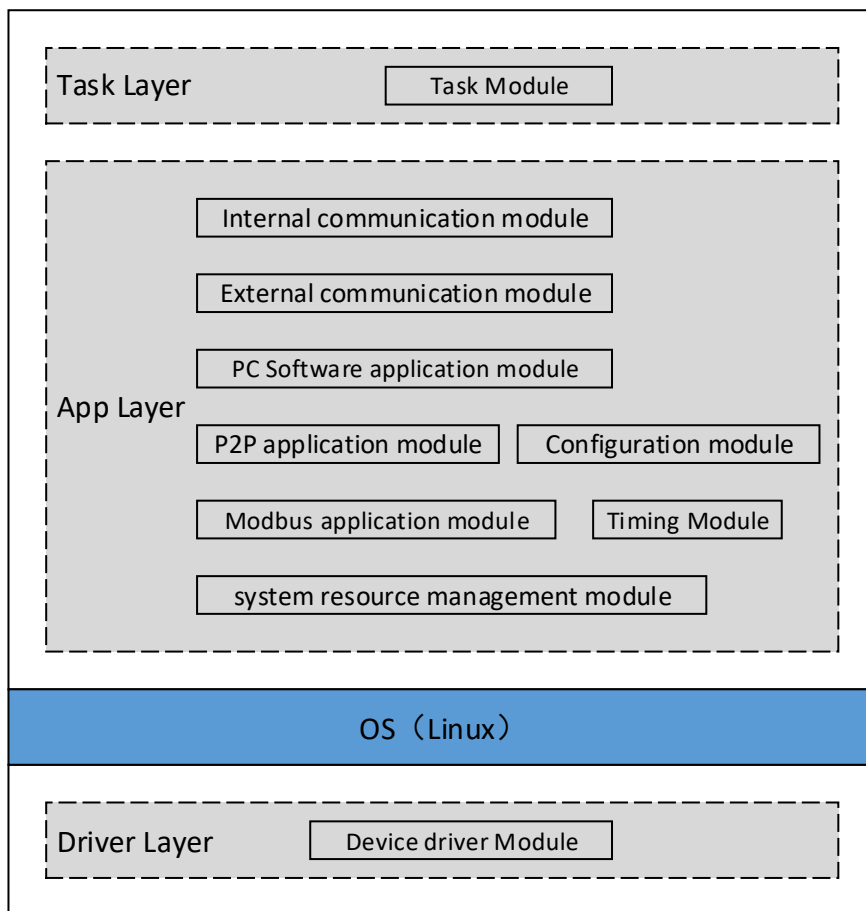 Task Layer
Task Module
Internal communication module
External communication module
PC Software application module
App Layer
P2P application module
Configuration module
Modbus application module
Timing Module
system resource management module
OS（Linux）
Driver Layer
Device driver Module